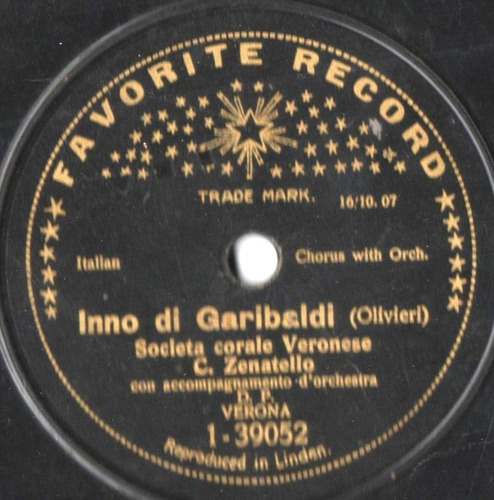 FAVORITE RECORD
TRADE MARK. 16/10. 07
Italian Chorus with Orch.
Inno di Garibaldi (Olivieri)
Societa corale Veronese
C. Zenatello
con accompagnamento d'orchestra
D. P.
VERONA
1-39052
Reproduced in Linden.